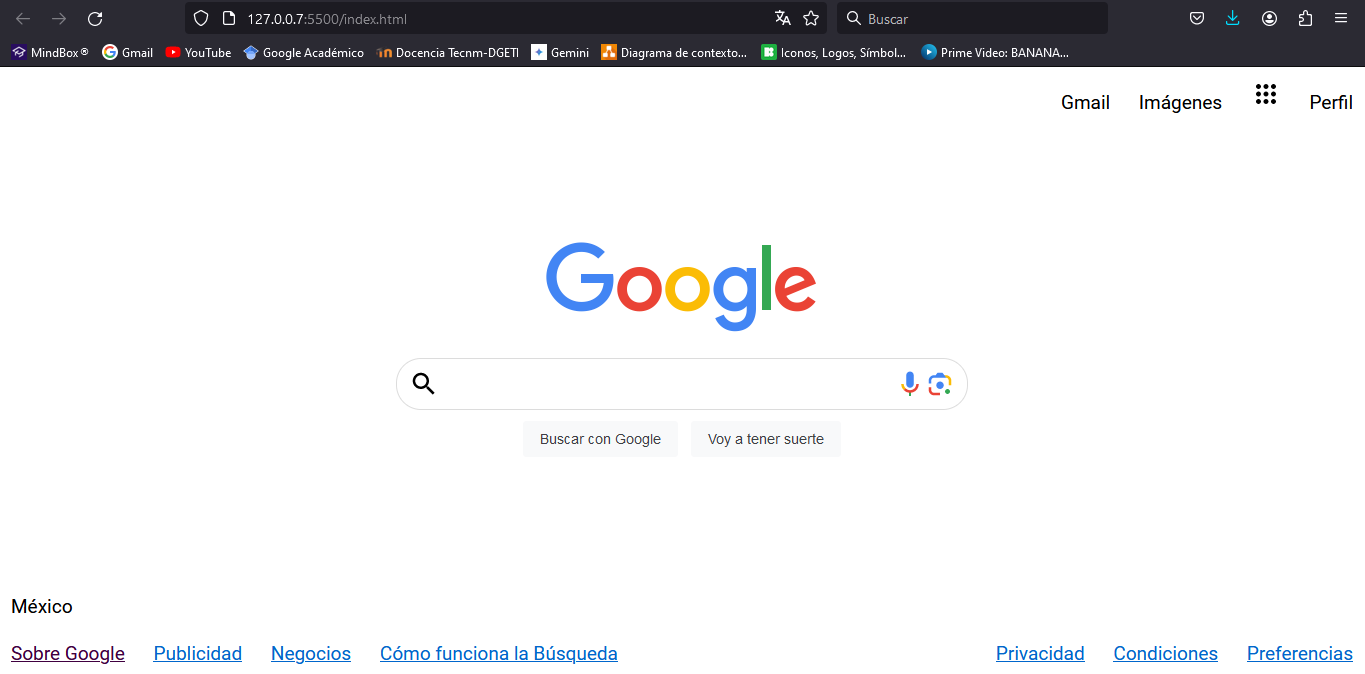 127.0.0.7:5500/index.html Buscar
MindBox® Gmail YouTube Google Académico Docencia Tecnm-DGETI Gemini Diagrama de contexto... Iconos, Logos, Símbol... Prime Video: BANANA...
Gmail Imágenes Perfil
Google
Buscar con Google Voy a tener suerte
México
Sobre Google Publicidad Negocios Cómo funciona la Búsqueda Privacidad Condiciones Preferencias